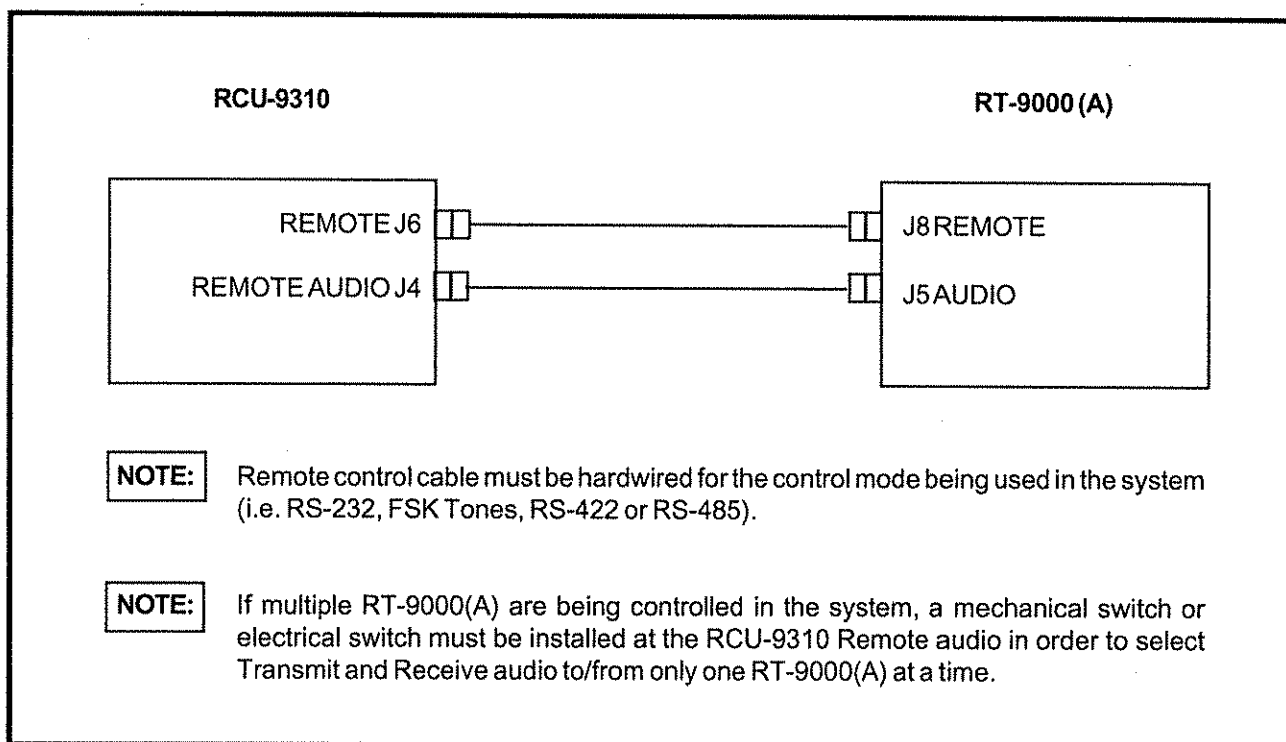 RCU-9310
RT-9000 (A)
REMOTE J6
J8 REMOTE
REMOTE AUDIO J4
J5 AUDIO
NOTE: Remote control cable must be hardwired for the control mode being used in the system
(i.e. RS-232, FSK Tones, RS-422 or RS-485).
NOTE: If multiple RT-9000(A) are being controlled in the system, a mechanical switch or
electrical switch must be installed at the RCU-9310 Remote audio in order to select
Transmit and Receive audio to/from only one RT-9000(A) at a time.